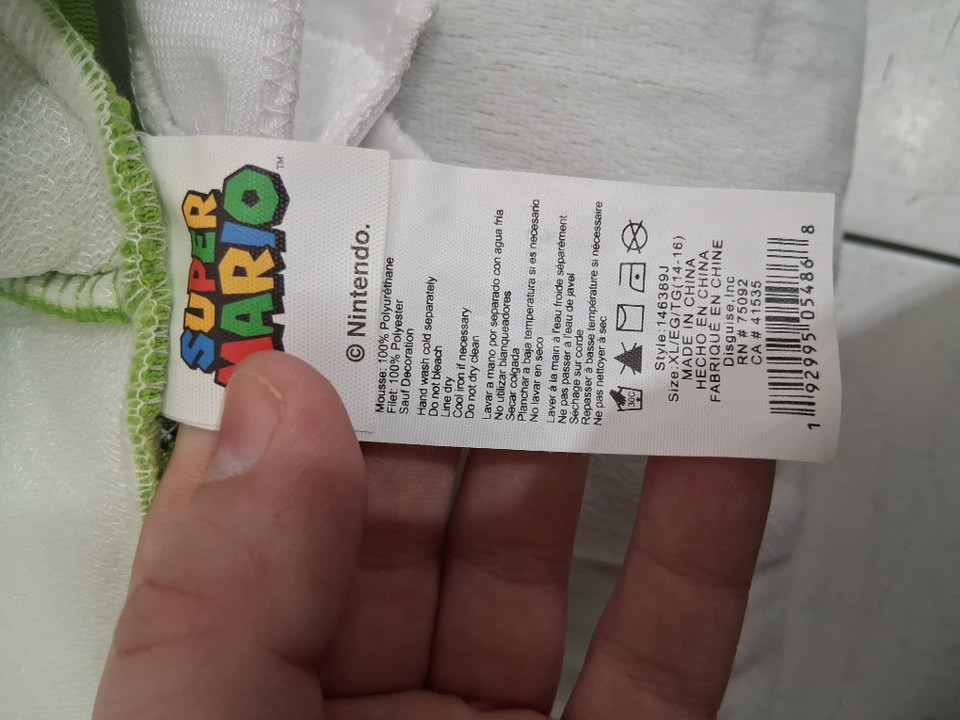 SUPER
MARIO™
© Nintendo.
Mousse: 100% Polyuréthane
Filet: 100% Polyester
Sauf Decoration
Hand wash cold separately
Do not bleach
Line dry
Cool iron if necessary
Do not dry clean
Lavar a mano por separado con agua fria
No utilizar blanqueadores
Secar colgada
Planchar a baja temperatura si es necesario
No lavar en seco
Laver à la main à l'eau froide séparément
Ne pas passer à l'eau de javel
Séchage sur corde
Repasser à basse température si nécessaire
Ne pas nettoyer à sec
30C
Style:146389J
Size:XL/EG/TG(14-16)
MADE IN CHINA
HECHO EN CHINA
FABRIQUÉ EN CHINE
Disguise,Inc
RN # 75092
CA # 41535
1 92995 05486 8